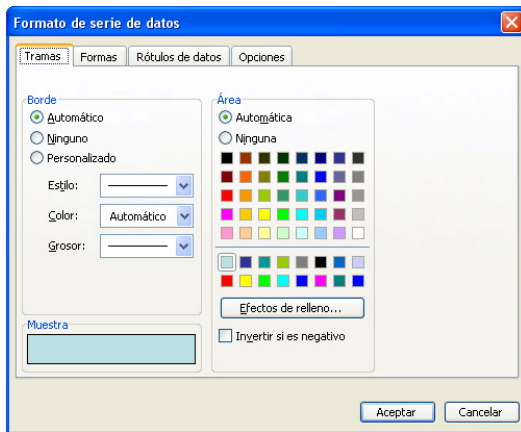 Formato de serie de datos
Tramas Formas Rótulos de datos Opciones
Borde
Automático
Ninguno
Personalizado
Estilo:
Color: Automático
Grosor:
Muestra
Área
Automática
Ninguna
Efectos de relleno...
Invertir si es negativo
Aceptar Cancelar